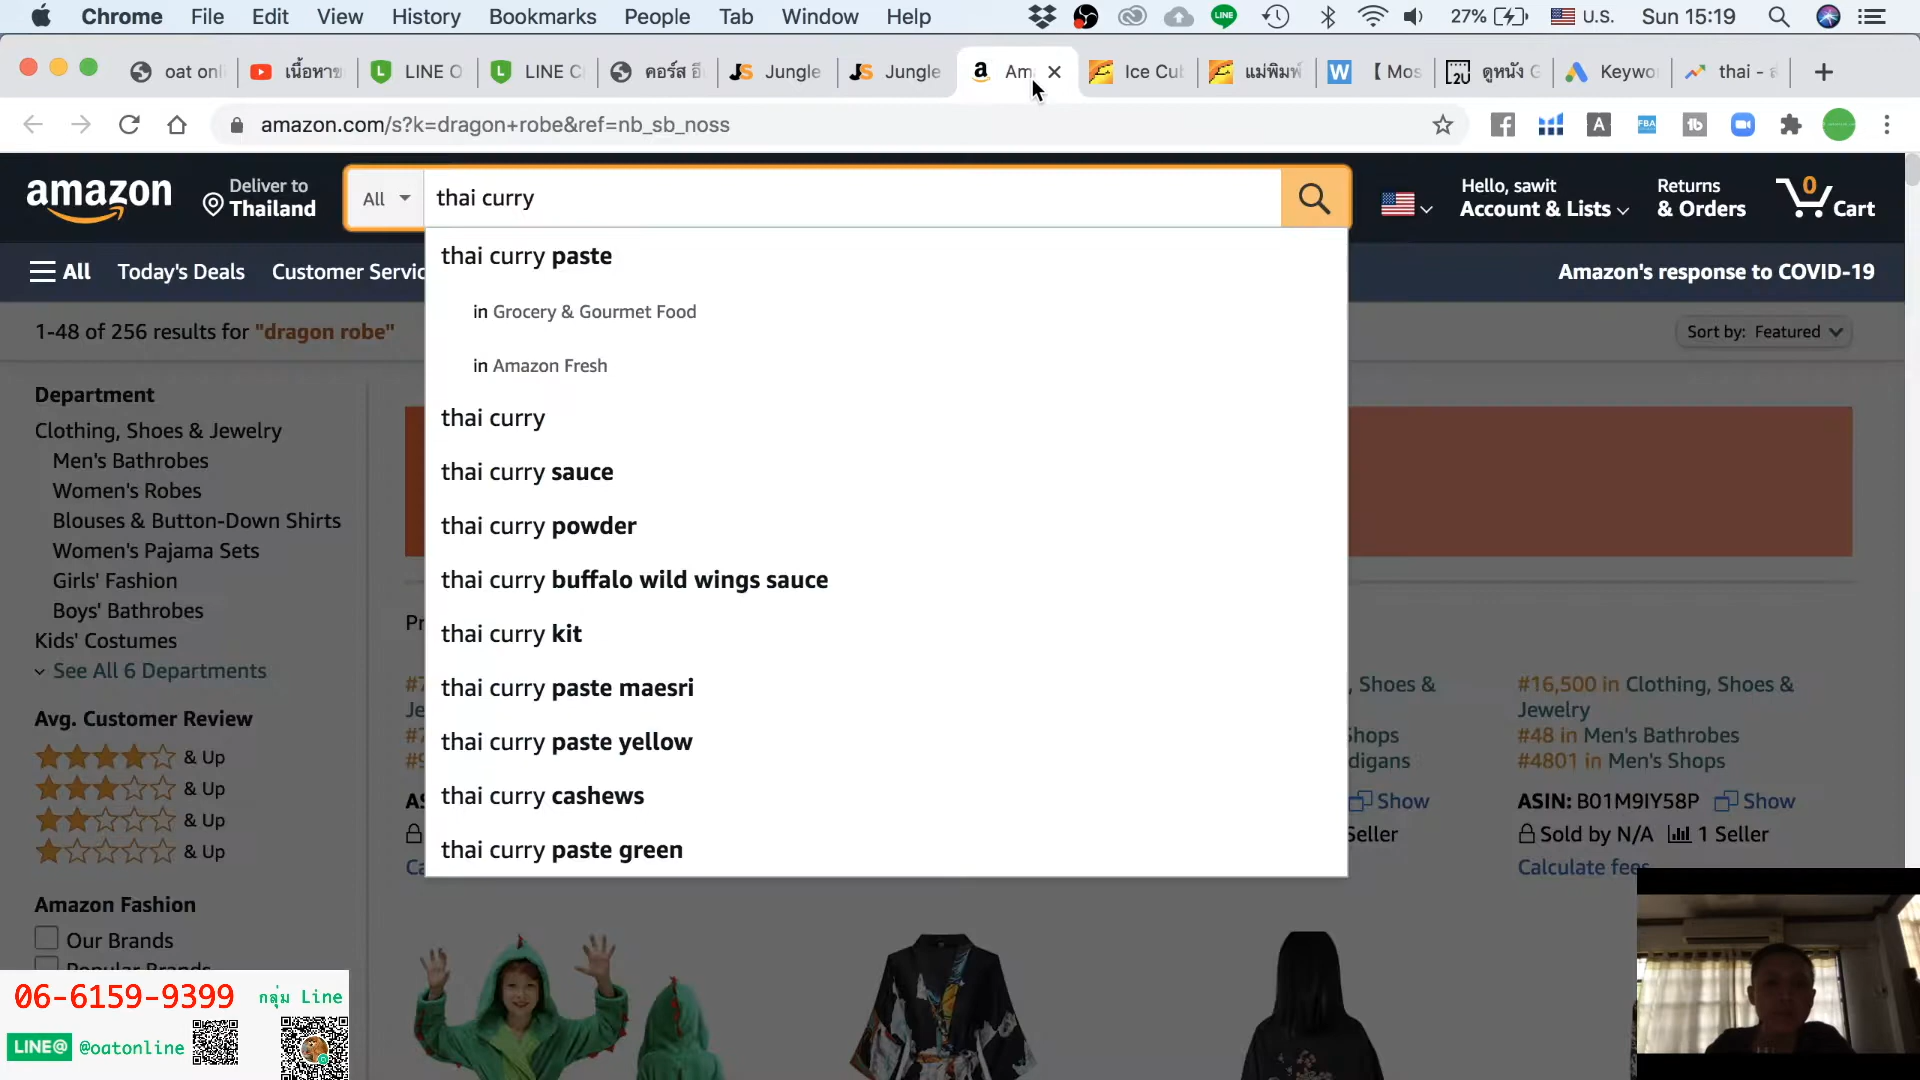 Chrome File Edit View History Bookmarks People Tab Window Help 27% U.S. Sun 15:19
oat onl เนื้อหาข LINE O LINE C คอร์ส อี Jungle Jungle Am Ice Cu แม่พิมพ์ 【 Mos ดูหนัง Keywo thai -
amazon.com/s?k=dragon+robe&ref=nb_sb_noss
amazon
Deliver to
Thailand
All
thai curry
Hello, sawit
Account & Lists
Returns
& Orders
0
Cart
All Today's Deals Customer Servic
Amazon's response to COVID-19
1-48 of 256 results for "dragon robe"
Sort by: Featured
thai curry paste
in Grocery & Gourmet Food
in Amazon Fresh
thai curry
thai curry sauce
thai curry powder
thai curry buffalo wild wings sauce
thai curry kit
thai curry paste maesri
thai curry paste yellow
thai curry cashews
thai curry paste green
Department
Clothing, Shoes & Jewelry
Men's Bathrobes
Women's Robes
Blouses & Button-Down Shirts
Women's Pajama Sets
Girls' Fashion
Boys' Bathrobes
Kids' Costumes
See All 6 Departments
Avg. Customer Review
& Up
& Up
& Up
& Up
Amazon Fashion
Our Brands
Popular Brands
, Shoes &
Seller
Show
#16,500 in Clothing, Shoes &
Jewelry
#48 in Men's Bathrobes
#4801 in Men's Shops
ASIN: B01M9IY58P Show
Sold by N/A 1 Seller
Calculate fees
06-6159-9399 กลุ่ม Line
LINE@ @oatonline